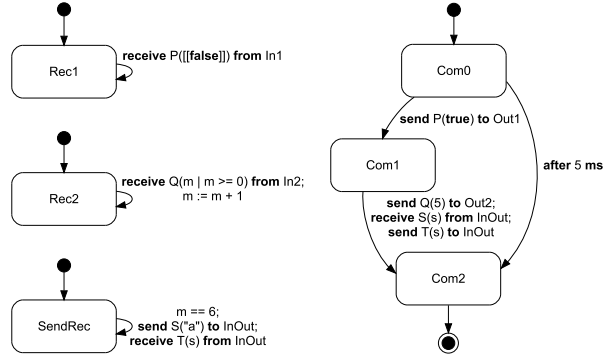 Rec1
receive P([[false]]) from In1
Rec2
receive Q(m | m >= 0) from In2;
m := m + 1
SendRec
m == 6;
send S("a") to InOut;
receive T(s) from InOut
Com0
send P(true) to Out1
Com1
after 5 ms
send Q(5) to Out2;
receive S(s) from InOut;
send T(s) to InOut
Com2